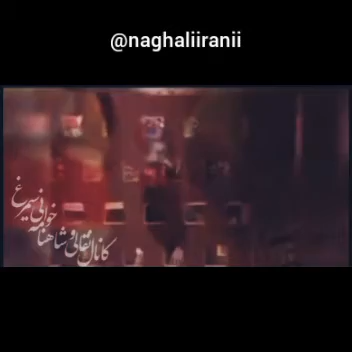 @naghaliiranii
کانال نقالی و شاهنامه خوانی سیمرغ